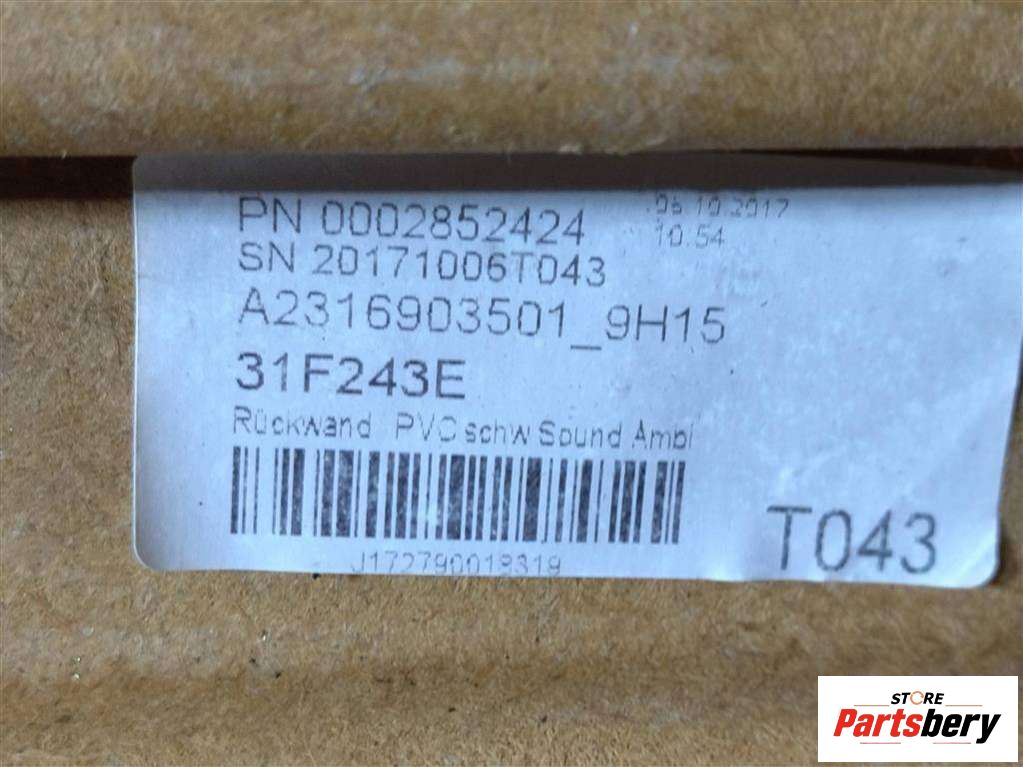 PN 0002852424
06.10.2017
10.54
SN 20171006T043
A2316903501_9H15
31F243E
Rückwand PVC schw Sound Ambi
J172790018319
T043
STORE
Partsbery